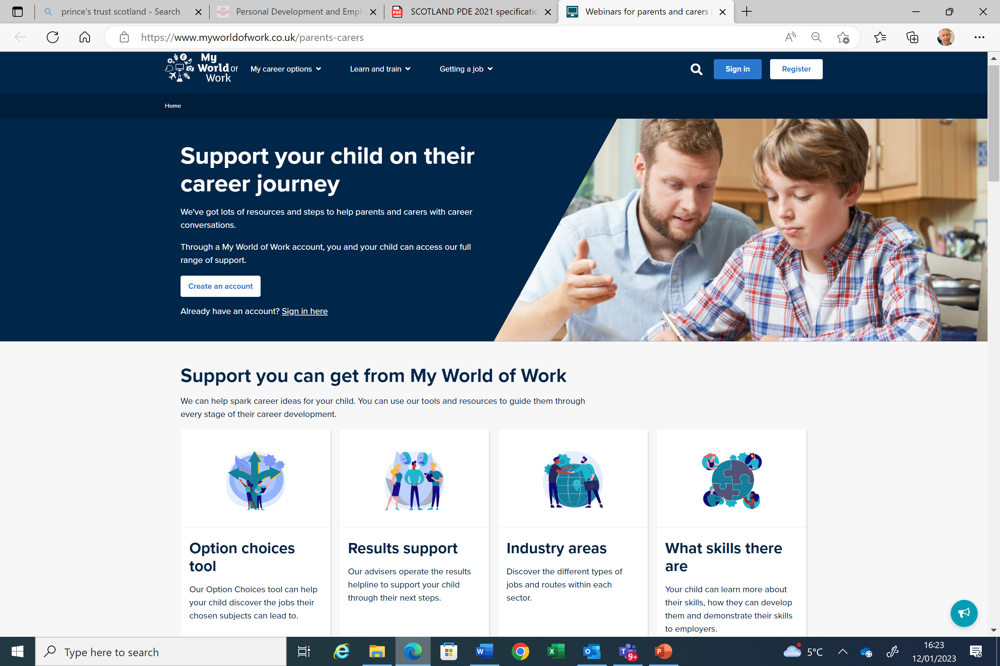 prince's trust scotland - Search
Personal Development and Empl
SCOTLAND PDE 2021 specificatio
Webinars for parents and carers |
https://www.myworldofwork.co.uk/parents-carers
My
World Of
Work
My career options
Learn and train
Getting a job
Sign in
Register
Home
Support your child on their
career journey
We've got lots of resources and steps to help parents and carers with career
conversations.
Through a My World of Work account, you and your child can access our full
range of support.
Create an account
Already have an account? Sign in here
Support you can get from My World of Work
We can help spark career ideas for your child. You can use our tools and resources to guide them through
every stage of their career development.
Option choices
tool
Our Option Choices tool can help
your child discover the jobs their
chosen subjects can lead to.
Results support
Our advisers operate the results
helpline to support your child
through their next steps.
Industry areas
Discover the different types of
jobs and routes within each
sector.
What skills there
are
Your child can learn more about
their skills, how they can develop
them and demonstrate their skills
to employers.
Type here to search
9+
5°C
16:23
12/01/2023